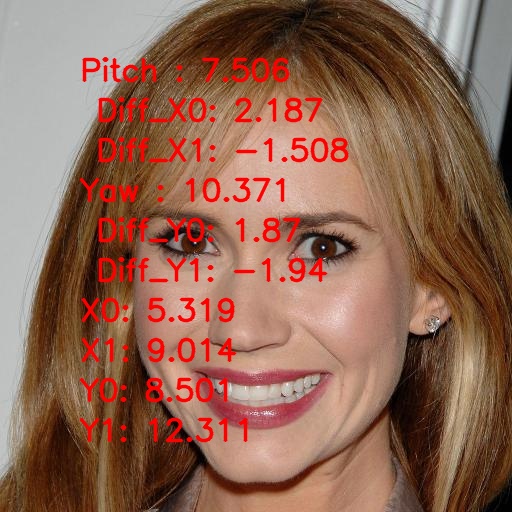 Pitch : 7.506
Diff_X0: 2.187
Diff_X1: -1.508
Yaw : 10.371
Diff_Y0: 1.87
Diff_Y1: -1.94
X0: 5.319
X1: 9.014
Y0: 8.501
Y1: 12.311